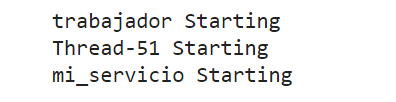 trabajador Starting
Thread-51 Starting
mi_servicio Starting